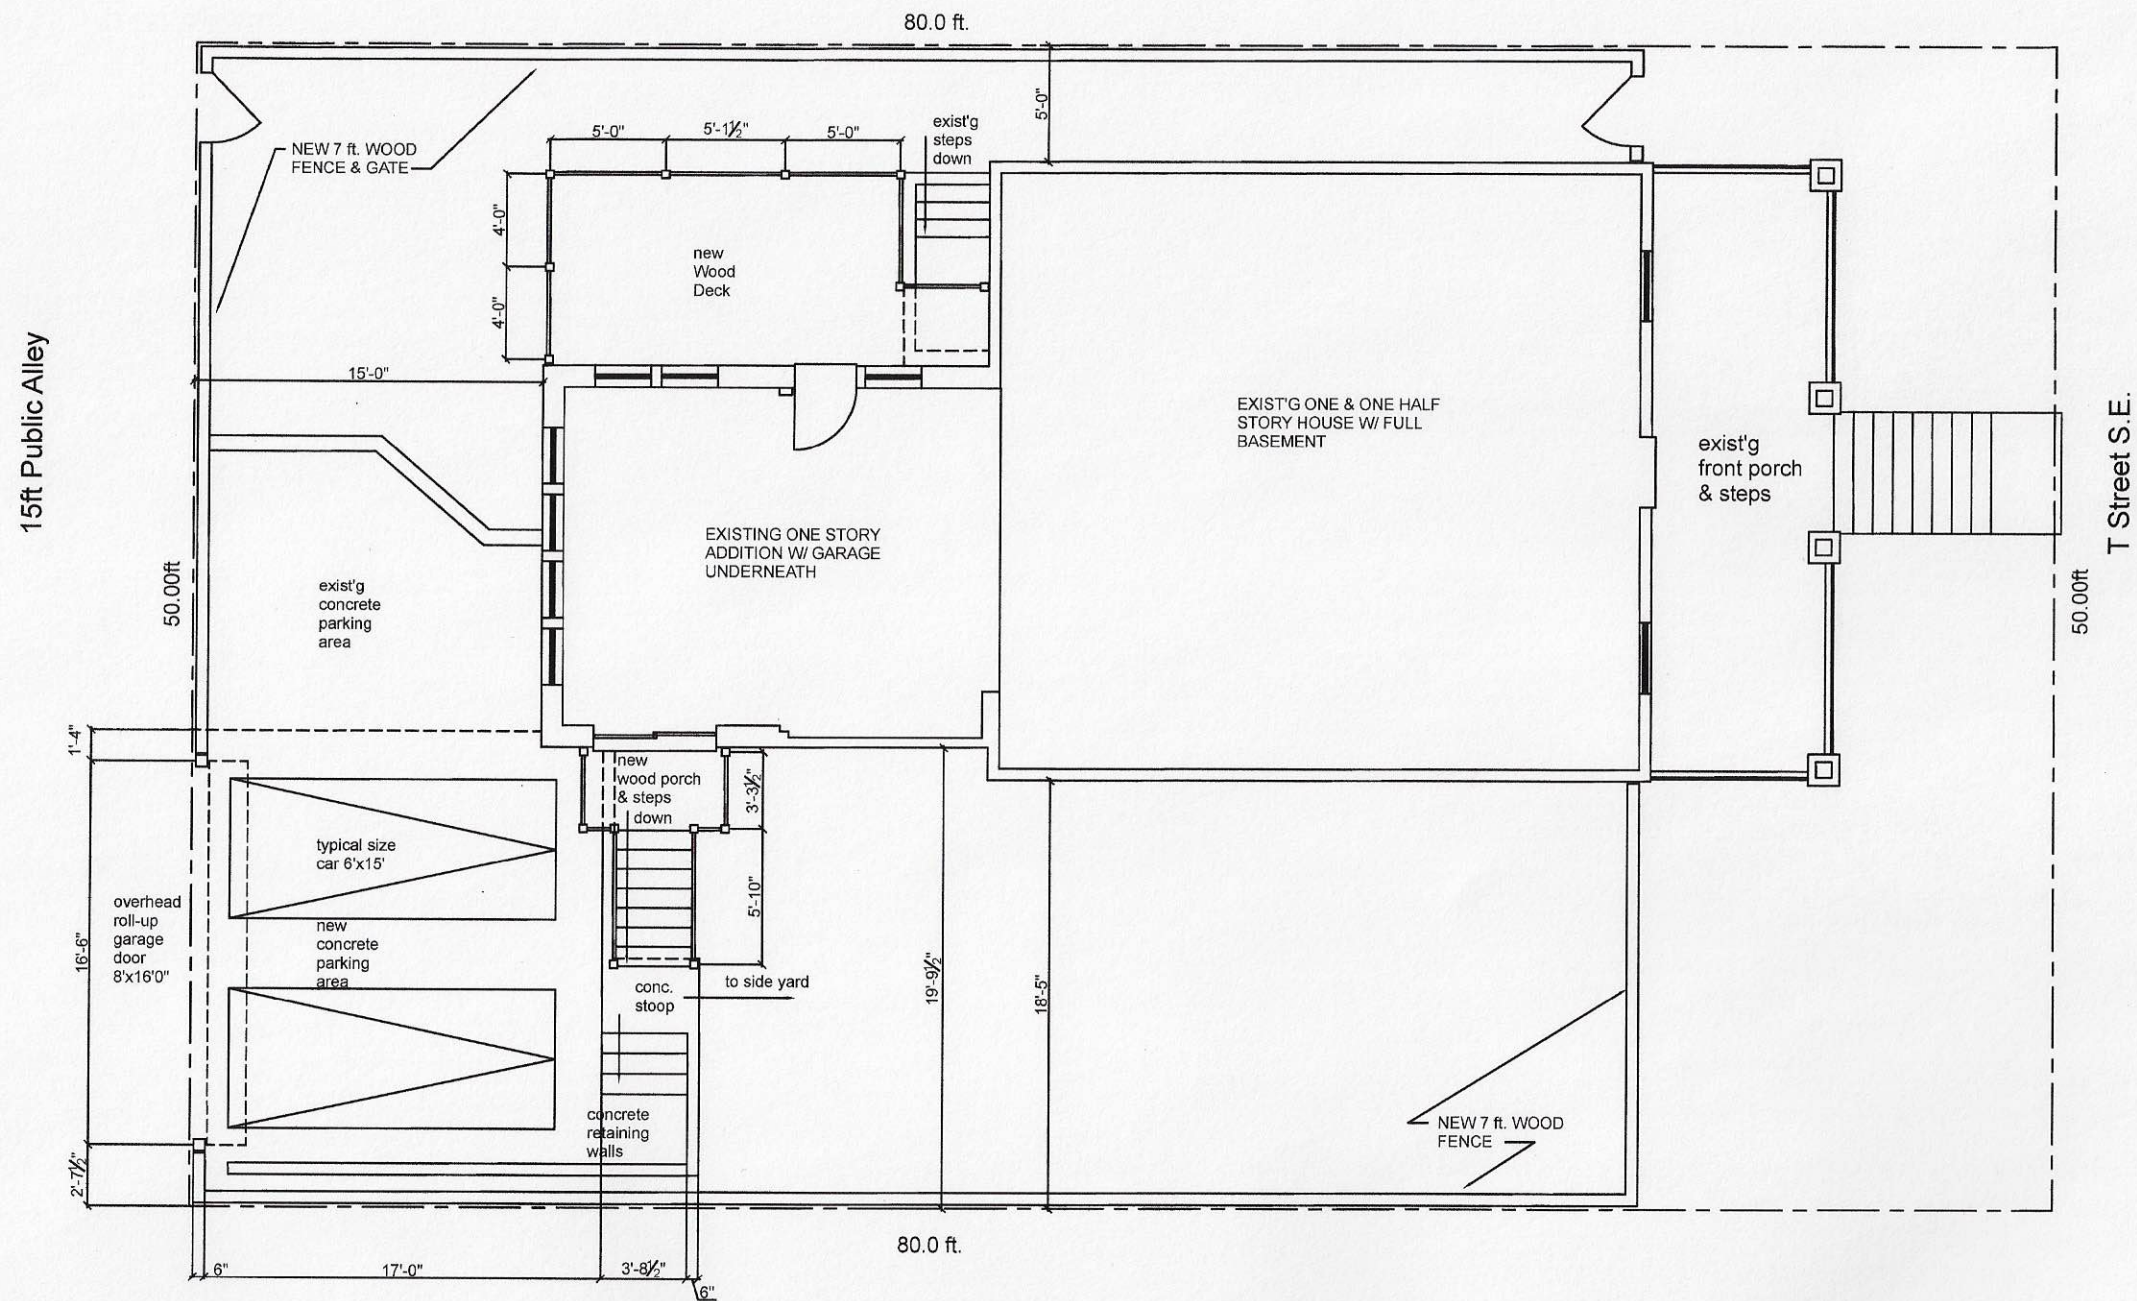 80.0 ft.
NEW 7 ft. WOOD
FENCE & GATE
5'-0"
5'-1½"
5'-0"
exist'g
steps
down
5'-0"
4'-0"
4'-0"
new
Wood
Deck
15'-0"
15ft Public Alley
50.00ft
EXIST'G ONE & ONE HALF
STORY HOUSE W/ FULL
BASEMENT
exist'g
front porch
& steps
T Street S.E.
50.00ft
EXISTING ONE STORY
ADDITION W/ GARAGE
UNDERNEATH
exist'g
concrete
parking
area
1'-4"
new
wood porch
& steps
down
3'-3½"
typical size
car 6'x15'
5'-10"
overhead
roll-up
garage
door
8'x16'0"
16'-6"
new
concrete
parking
area
conc.
stoop
to side yard
19'-9½"
18'-5"
concrete
retaining
walls
NEW 7 ft. WOOD
FENCE
2'-7½"
80.0 ft.
6"
17'-0"
3'-8½"
6"